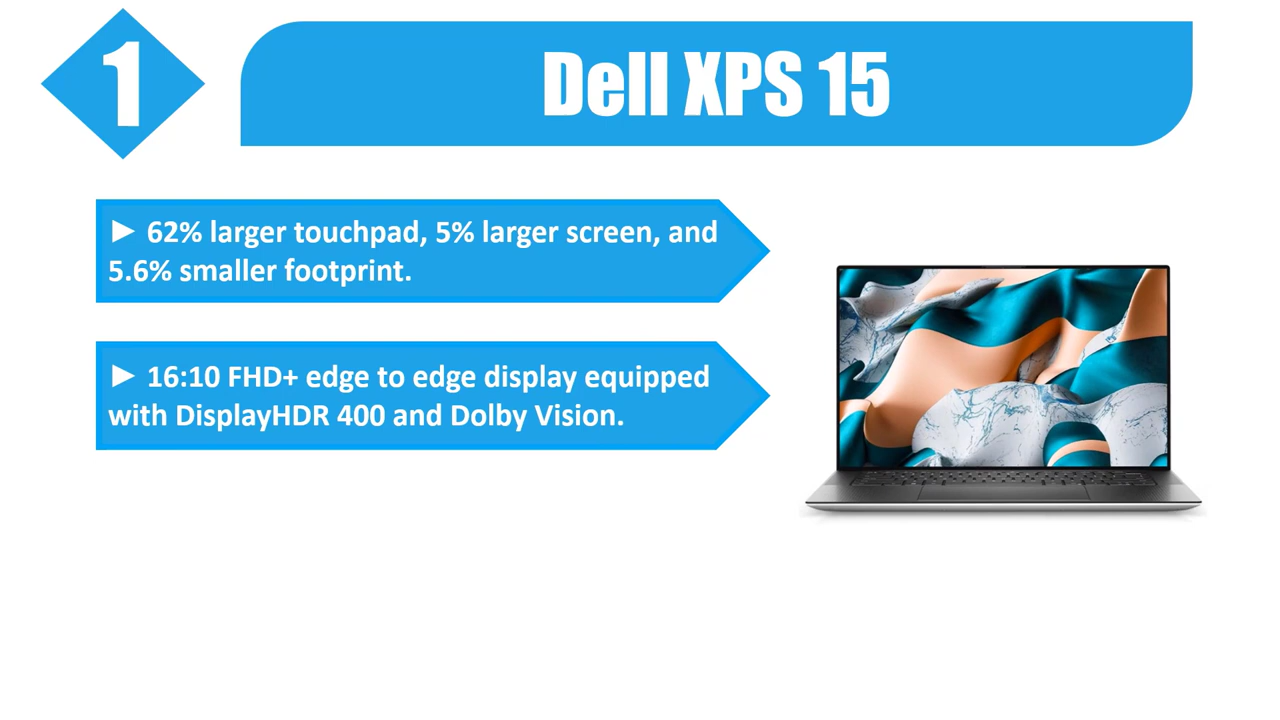 1
Dell XPS 15
► 62% larger touchpad, 5% larger screen, and
5.6% smaller footprint.
► 16:10 FHD+ edge to edge display equipped
with DisplayHDR 400 and Dolby Vision.